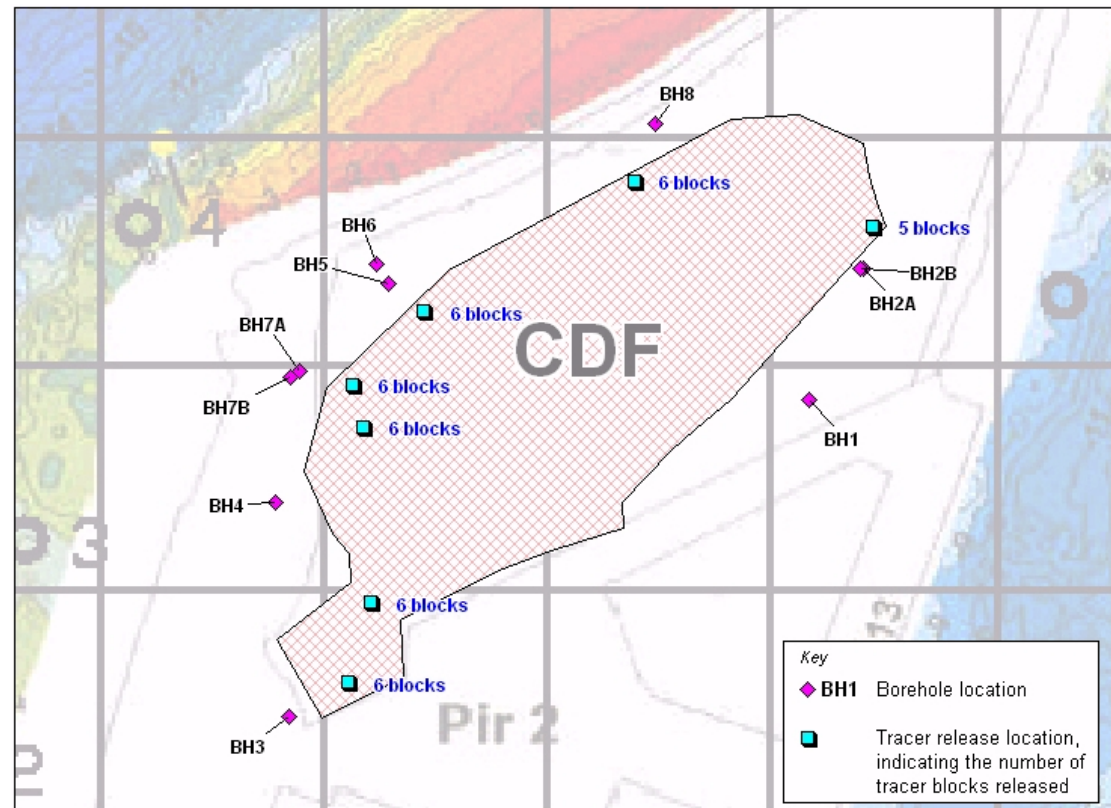 BH8
6 blocks
4
BH6
5 blocks
BH5
BH2B
BH2A
6 blocks
BH7A
CDF
6 blocks
BH7B
6 blocks
BH1
BH4
3
6 blocks
13
Key
BH1 Borehole location
6 blocks
Pir 2
Tracer release location,
indicating the number of
tracer blocks released
BH3
2